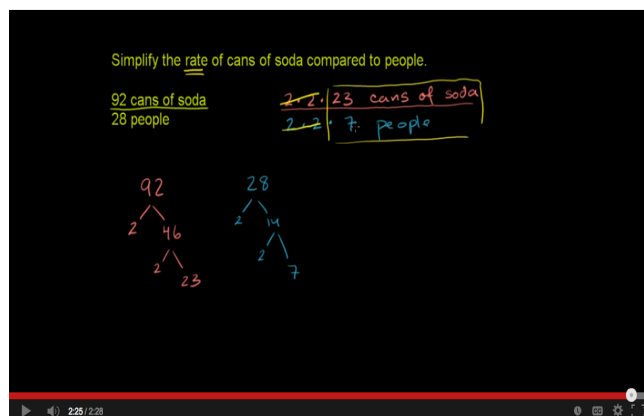 Simplify the rate of cans of soda compared to people.
92 cans of soda
28 people
2 · 2 · 23 cans of soda
2 · 2 · 7 people
92
2 46
2 23
28
2 14
2 7
2:25 / 2:28
CC